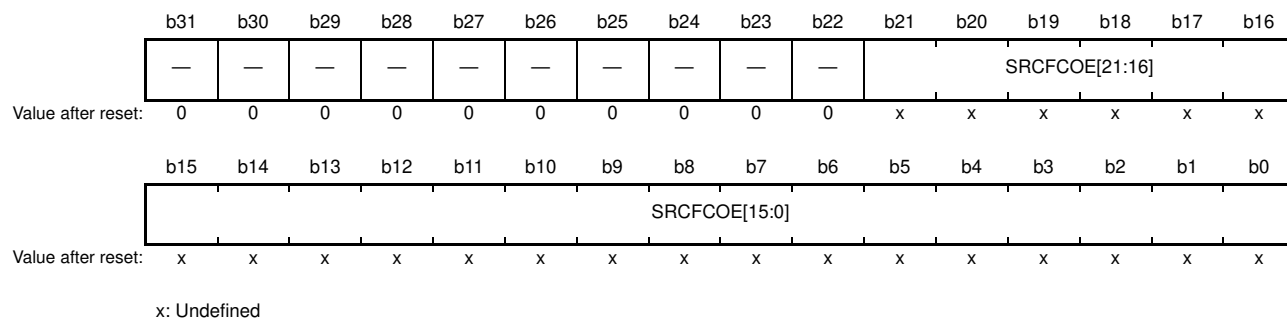 b31 b30 b29 b28 b27 b26 b25 b24 b23 b22 b21 b20 b19 b18 b17 b16
— — — — — — — — — — SRCFCOE[21:16]
Value after reset: 0 0 0 0 0 0 0 0 0 0 x x x x x x
b15 b14 b13 b12 b11 b10 b9 b8 b7 b6 b5 b4 b3 b2 b1 b0
SRCFCOE[15:0]
Value after reset: x x x x x x x x x x x x x x x x
x: Undefined